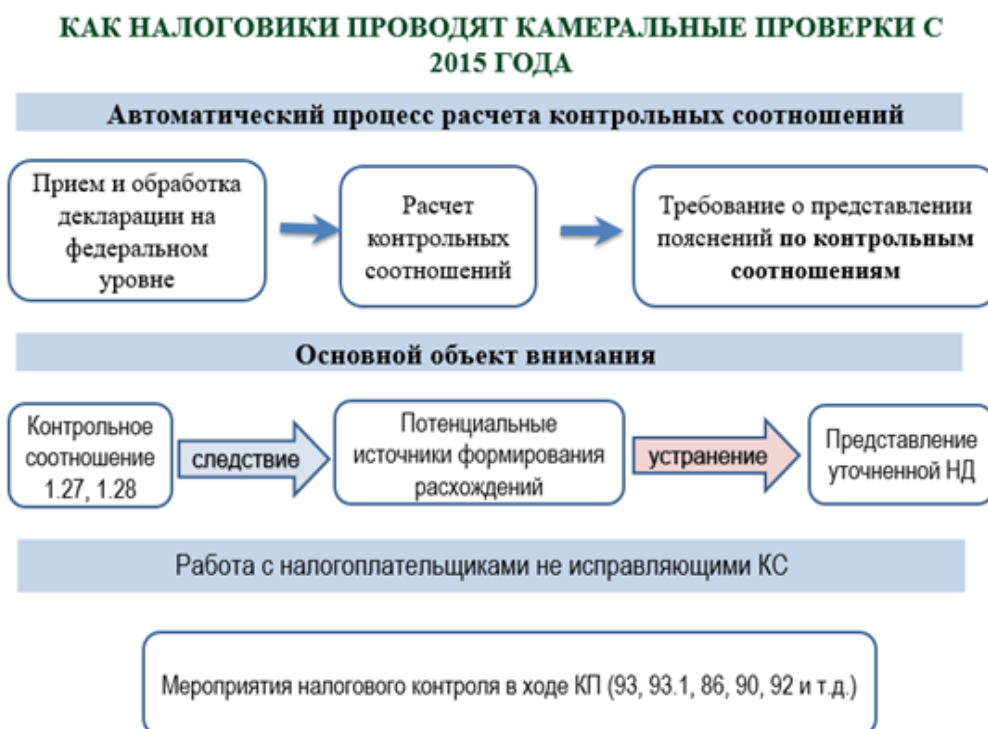 КАК НАЛОГОВИКИ ПРОВОДЯТ КАМЕРАЛЬНЫЕ ПРОВЕРКИ С
2015 ГОДА
Автоматический процесс расчета контрольных соотношений
Прием и обработка
декларации на
федеральном
уровне
Расчет
контрольных
соотношений
Требование о представлении
пояснений по контрольным
соотношениям
Основной объект внимания
Контрольное
соотношение
1.27, 1.28
следствие
Потенциальные
источники формирования
расхождений
устранение
Представление
уточненной НД
Работа с налогоплательщиками не исправляющими КС
Мероприятия налогового контроля в ходе КП (93, 93.1, 86, 90, 92 и т.д.)